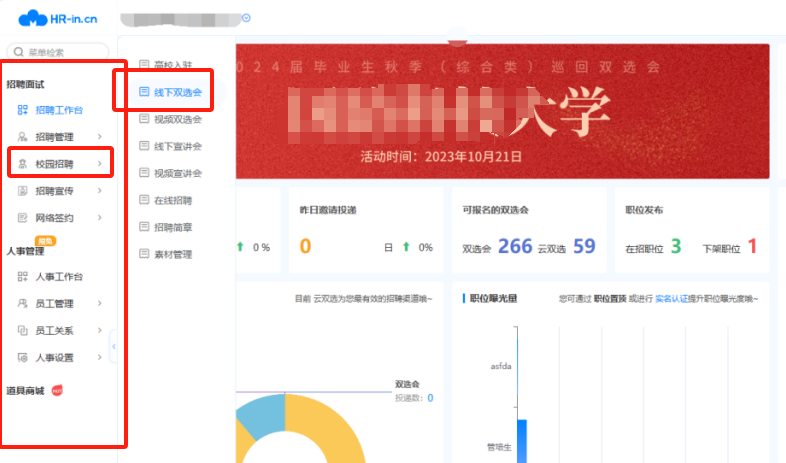 HR-in.cn
菜单检索
招聘面试
招聘工作台
招聘管理
校园招聘
招聘宣传
网络签约
人事管理
人事工作台
员工管理
员工关系
人事设置
道具商城
高校入驻
线下双选会
视频双选会
线下宣讲会
视频宣讲会
在线招聘
招聘简章
素材管理
024届毕业生秋季（综合类）巡回双选会
大学
活动时间：2023年10月21日
0%
昨日邀请投递
0 日 0%
可报名的双选会
双选会 266 云双选 59
职位发布
在招职位 3 下架职位 1
目前 云双选为您最有效的招聘渠道哦~
双选会
投递数：0
职位曝光量 您可通过 职位置顶 或进行 实名认证提升职位曝光度哦~
asfda
管培生